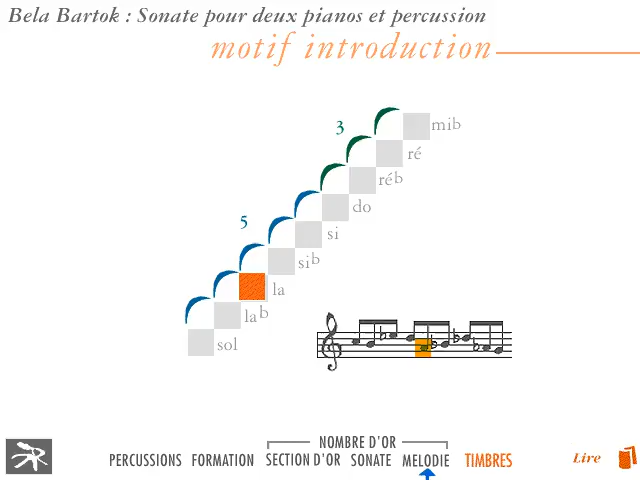 Bela Bartok : Sonate pour deux pianos et percussion
motif introduction
3
mib
ré
réb
do
5
si
sib
la
lab
sol
NOMBRE D'OR
PERCUSSIONS FORMATION SECTION D'OR SONATE MELODIE TIMBRES
Lire